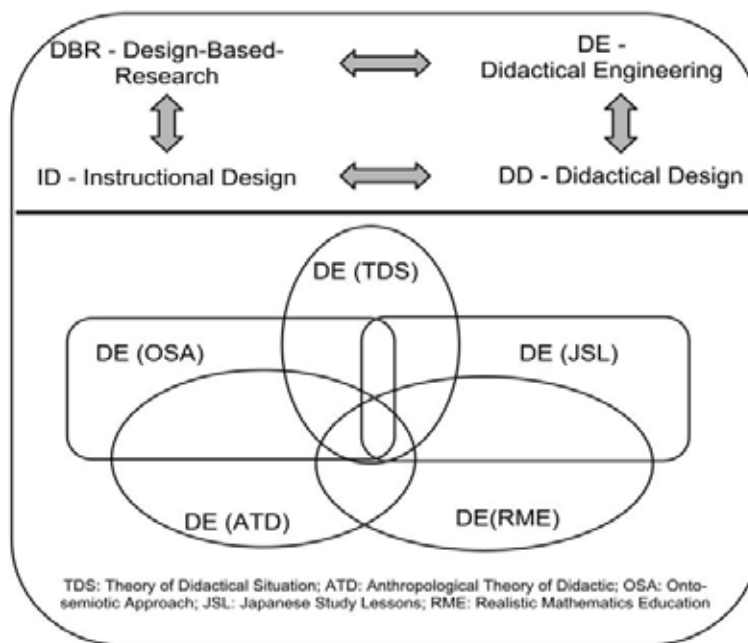 DBR - Design-Based-
Research
DE -
Didactical Engineering
ID - Instructional Design
DD - Didactical Design
DE (TDS)
DE (OSA)
DE (JSL)
DE (ATD)
DE(RME)
TDS: Theory of Didactical Situation; ATD: Anthropological Theory of Didactic; OSA: Onto-
semiotic Approach; JSL: Japanese Study Lessons; RME: Realistic Mathematics Education